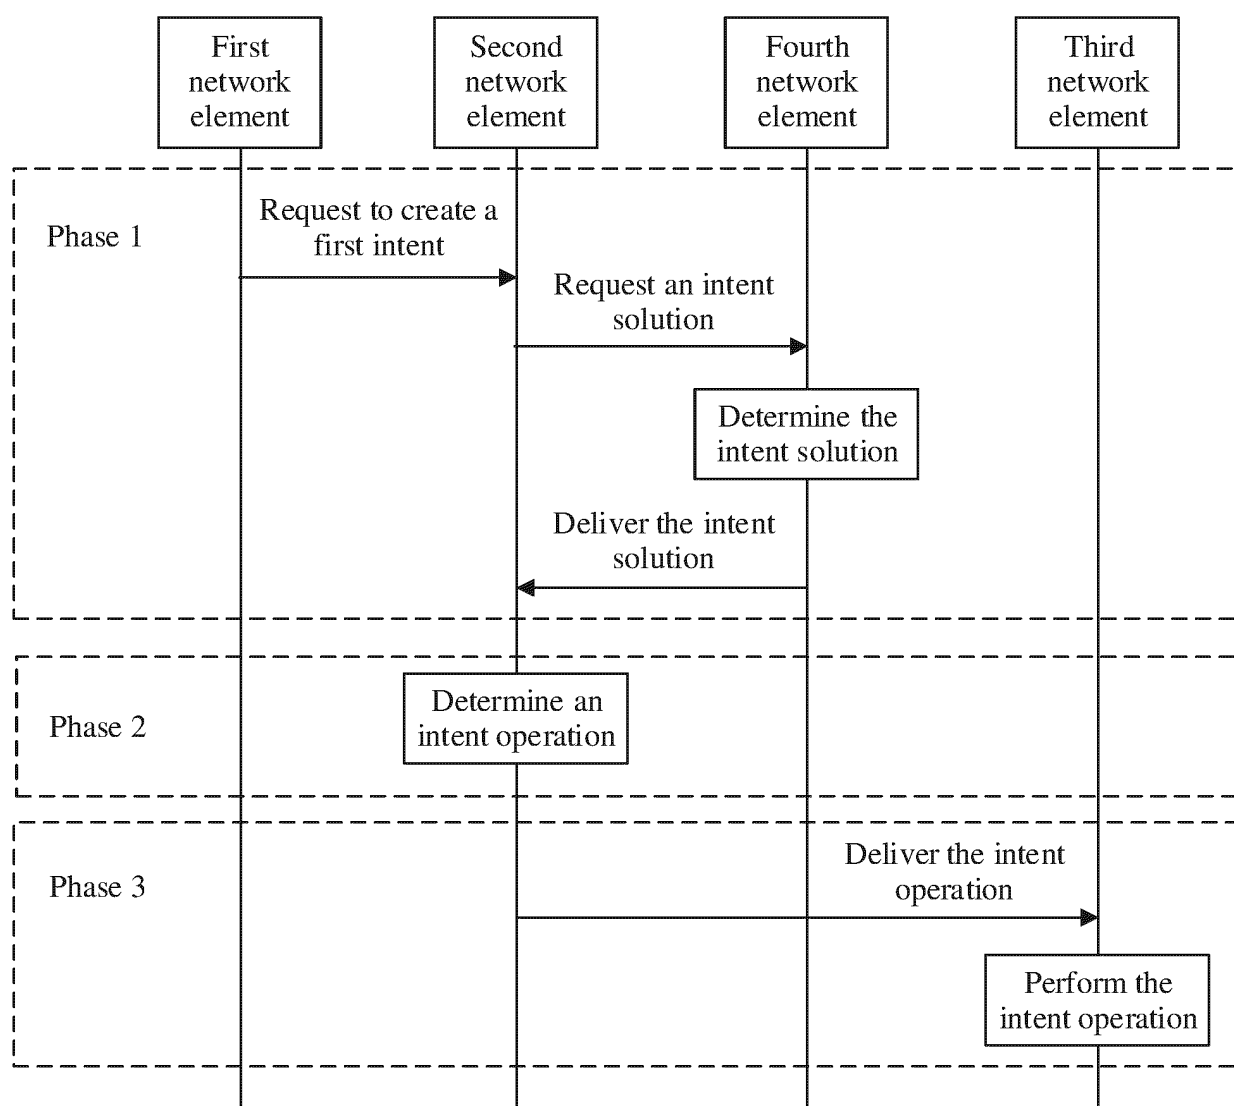 First
network
element
Second
network
element
Fourth
network
element
Third
network
element
Phase 1
Request to create a
first intent
Request an intent
solution
Determine the
intent solution
Deliver the intent
solution
Phase 2
Determine an
intent operation
Phase 3
Deliver the intent
operation
Perform the
intent operation